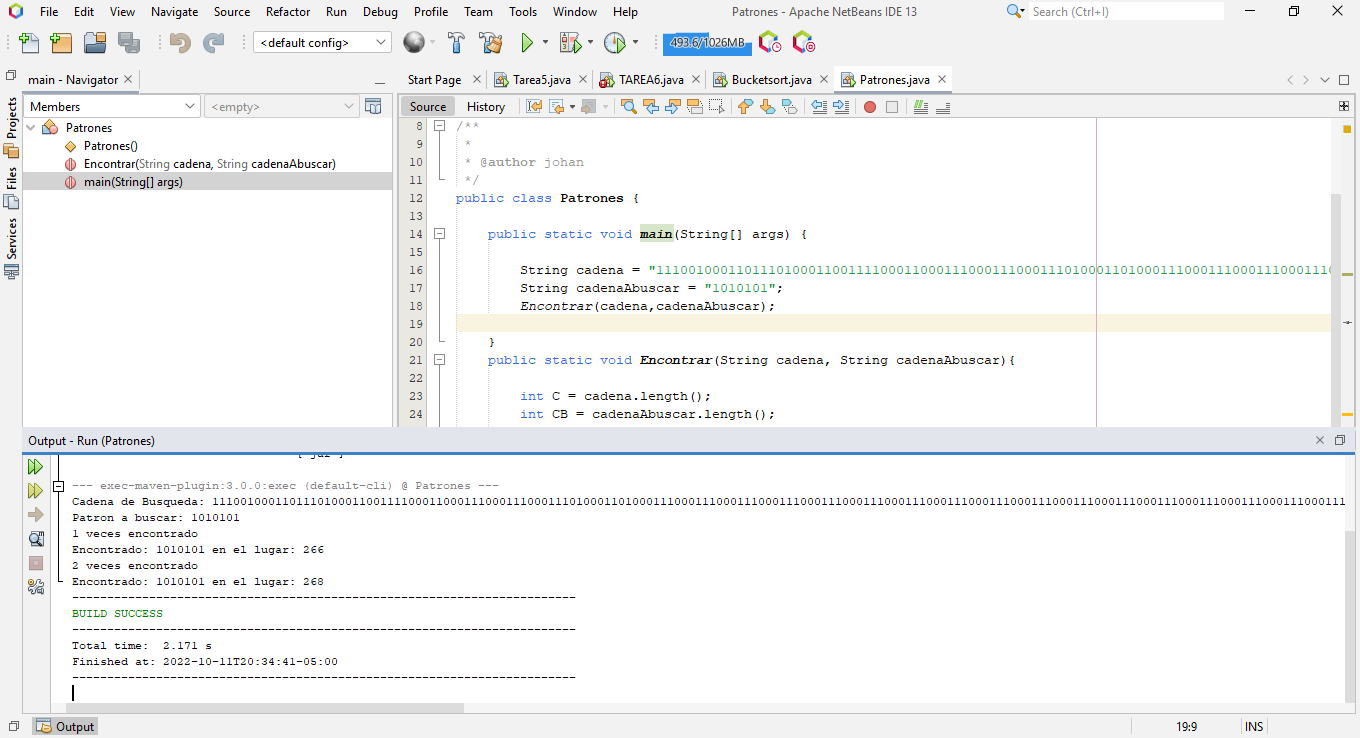 File Edit View Navigate Source Refactor Run Debug Profile Team Tools Window Help Patrones - Apache NetBeans IDE 13 Search (Ctrl+I)
<default config> 493.6/1026MB
main - Navigator
Start Page Tarea5.java TAREA6.java Bucketsort.java Patrones.java
Members <empty>
Source History
Projects
Files
Services
Patrones
Patrones()
Encontrar(String cadena, String cadenaAbuscar)
main(String[] args)
8 /**
9 *
10 * @author johan
11 */
12 public class Patrones {
13
14 public static void main(String[] args) {
15
16 String cadena = "
17 String cadenaAbuscar = "1010101";
18 Encontrar(cadena,cadenaAbuscar);
19
20 }
21 public static void Encontrar(String cadena, String cadenaAbuscar){
22
23 int C = cadena.length();
24 int CB = cadenaAbuscar.length();
Output - Run (Patrones)
--- exec-maven-plugin:3.0.0:exec (default-cli) @ Patrones ---
Cadena de Busqueda:
Patron a buscar: 1010101
1 veces encontrado
Encontrado: 1010101 en el lugar: 266
2 veces encontrado
Encontrado: 1010101 en el lugar: 268
------------------------------------------------------------------------
BUILD SUCCESS
------------------------------------------------------------------------
Total time: 2.171 s
Finished at: 2022-10-11T20:34:41-05:00
------------------------------------------------------------------------
Output 19:9 INS